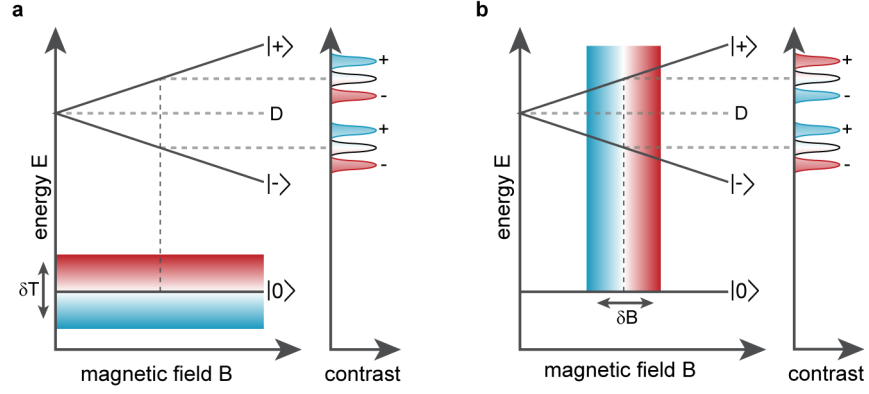 a
energy E
|+>
D
|->
δT
|0>
magnetic field B
+
-
+
-
contrast
b
energy E
|+>
D
|->
|0>
δB
magnetic field B
+
-
+
-
contrast